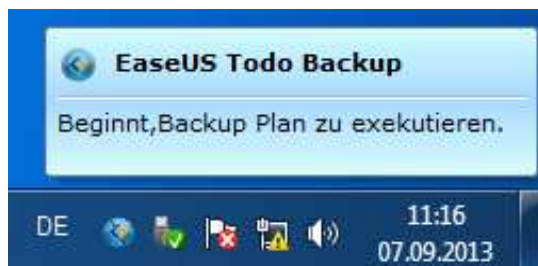 EaseUS Todo Backup
Beginnt,Backup Plan zu exekutieren.
DE
11:16
07.09.2013